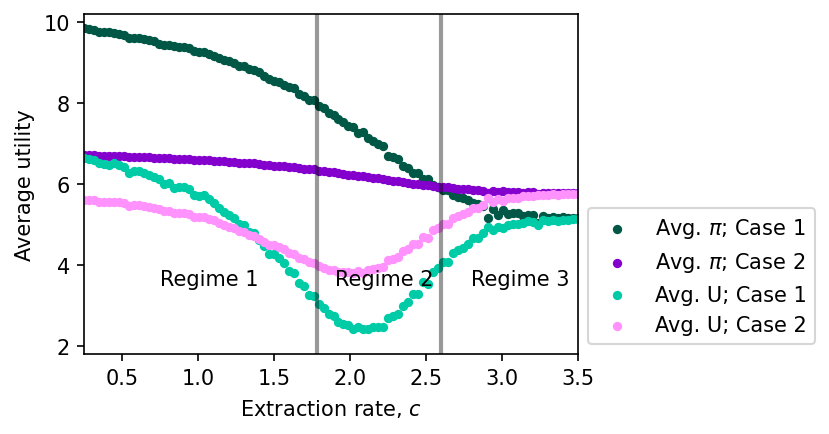 10
8
6
4
2
Average utility
Regime 1
Regime 2
Regime 3
0.5 1.0 1.5 2.0 2.5 3.0 3.5
Extraction rate, c
Avg. π; Case 1
Avg. π; Case 2
Avg. U; Case 1
Avg. U; Case 2